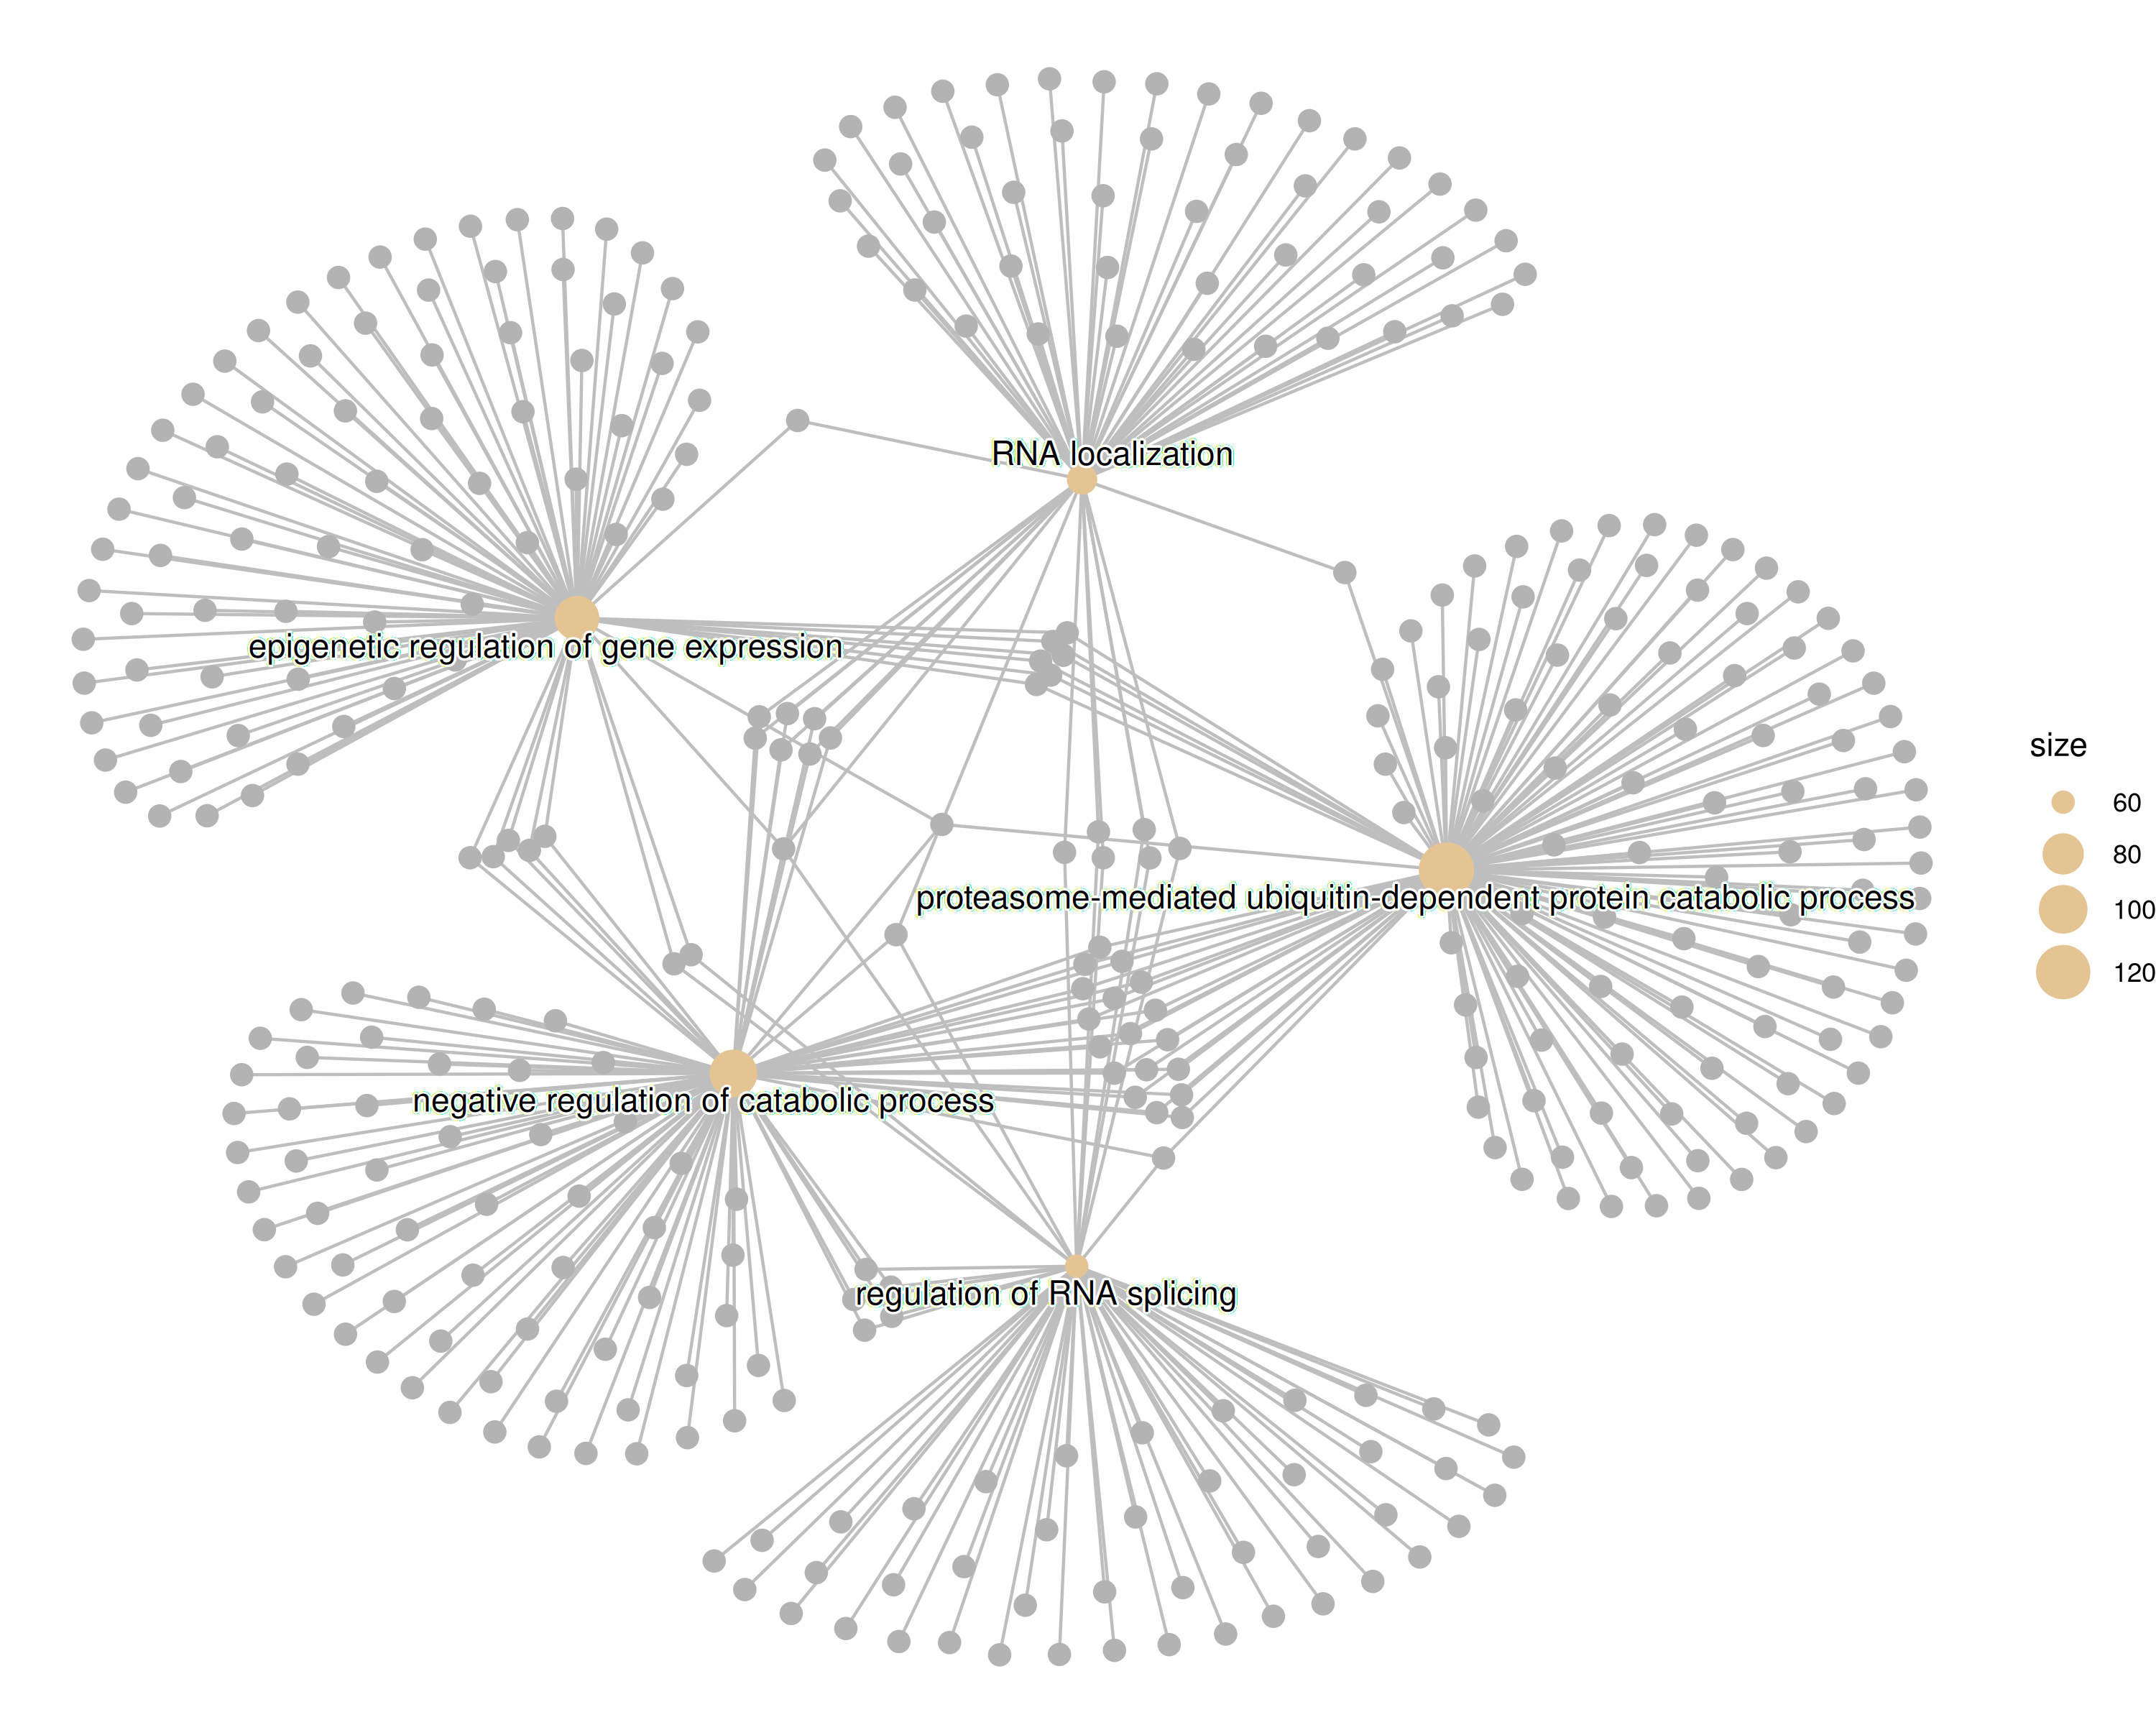 RNA localization
epigenetic regulation of gene expression
size
60
80
proteasome-mediated ubiquitin-dependent protein catabolic process
100
120
negative regulation of catabolic process
regulation of RNA splicing